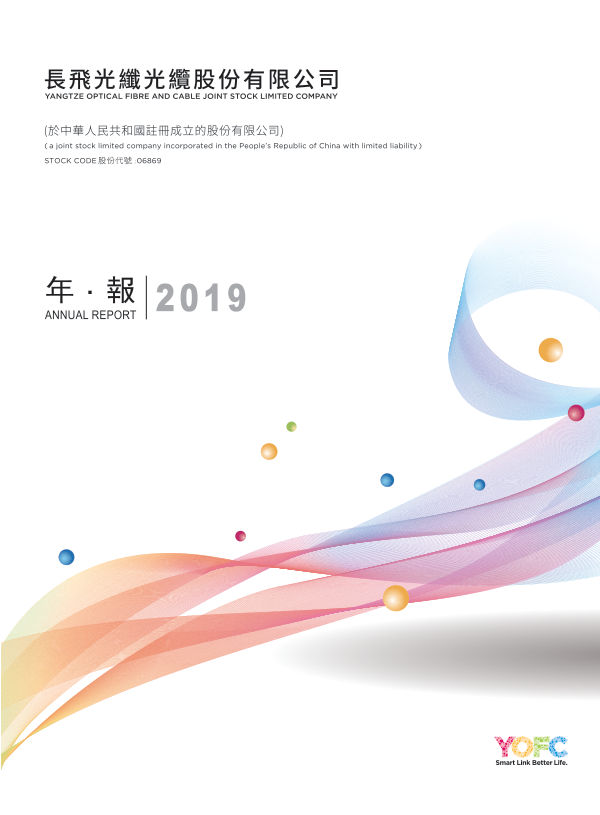 長飛光纖光纜股份有限公司
YANGTZE OPTICAL FIBRE AND CABLE JOINT STOCK LIMITED COMPANY
(於中華人民共和國註冊成立的股份有限公司)
(a joint stock limited company incorporated in the People's Republic of China with limited liability)
STOCK CODE 股份代號 :06869
年·報
ANNUAL REPORT
2019
YOFC
Smart Link Better Life.